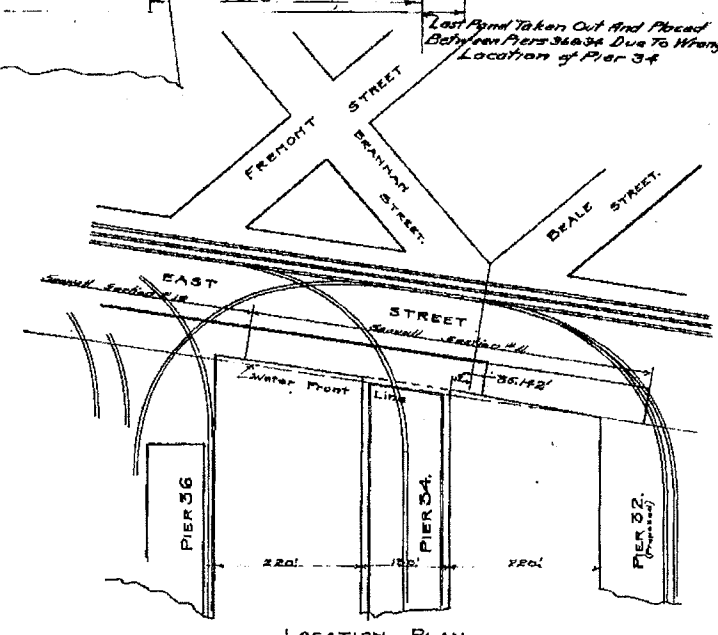 Last Panel Taken Out And Placed
Between Piers 36&34 Due To Wrong
Location of Pier 34
FREMONT STREET
BRANNAN
STREET.
BEALE STREET.
EAST STREET
Seawall Section #12
Seawall Section #11
Water Front Line
35.142'
PIER 36
PIER 34.
PIER 32.
(Proposed)
220'
220'
LOCATION PLAN